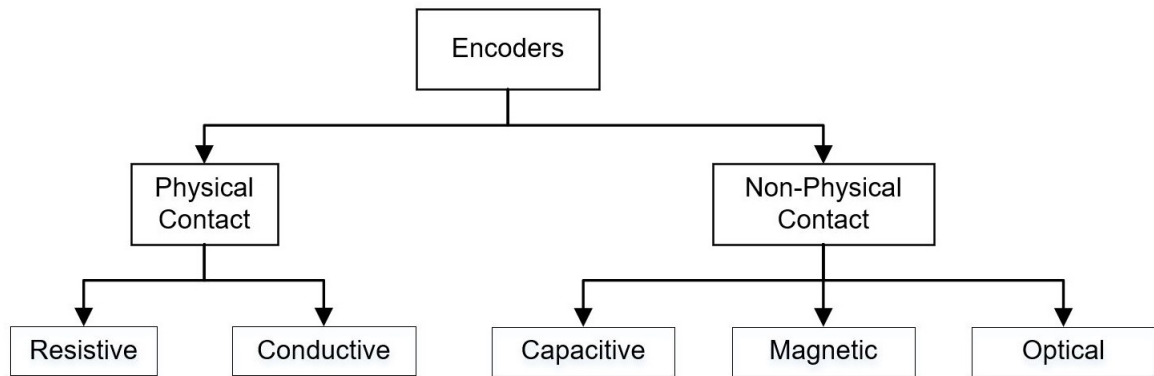 Encoders
Physical
Contact
Non-Physical
Contact
Resistive
Conductive
Capacitive
Magnetic
Optical